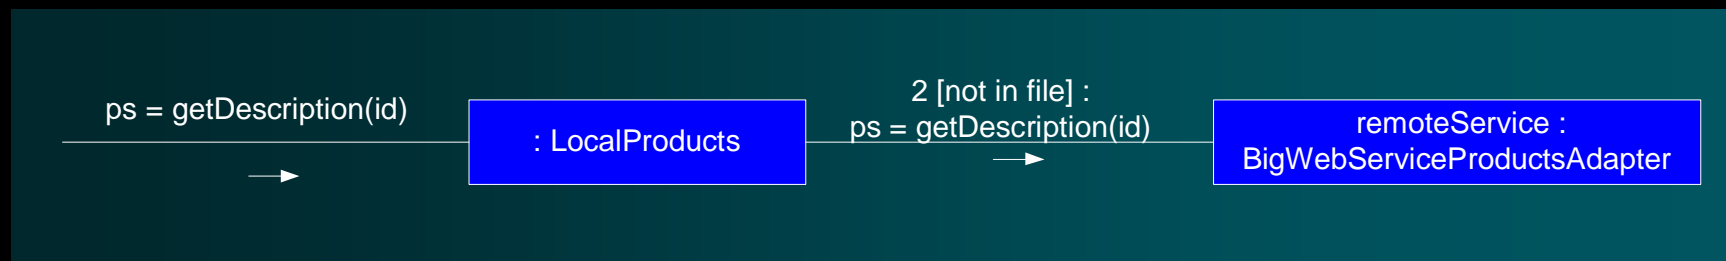 ps = getDescription(id)
: LocalProducts
2 [not in file] :
ps = getDescription(id)
remoteService :
BigWebServiceProductsAdapter